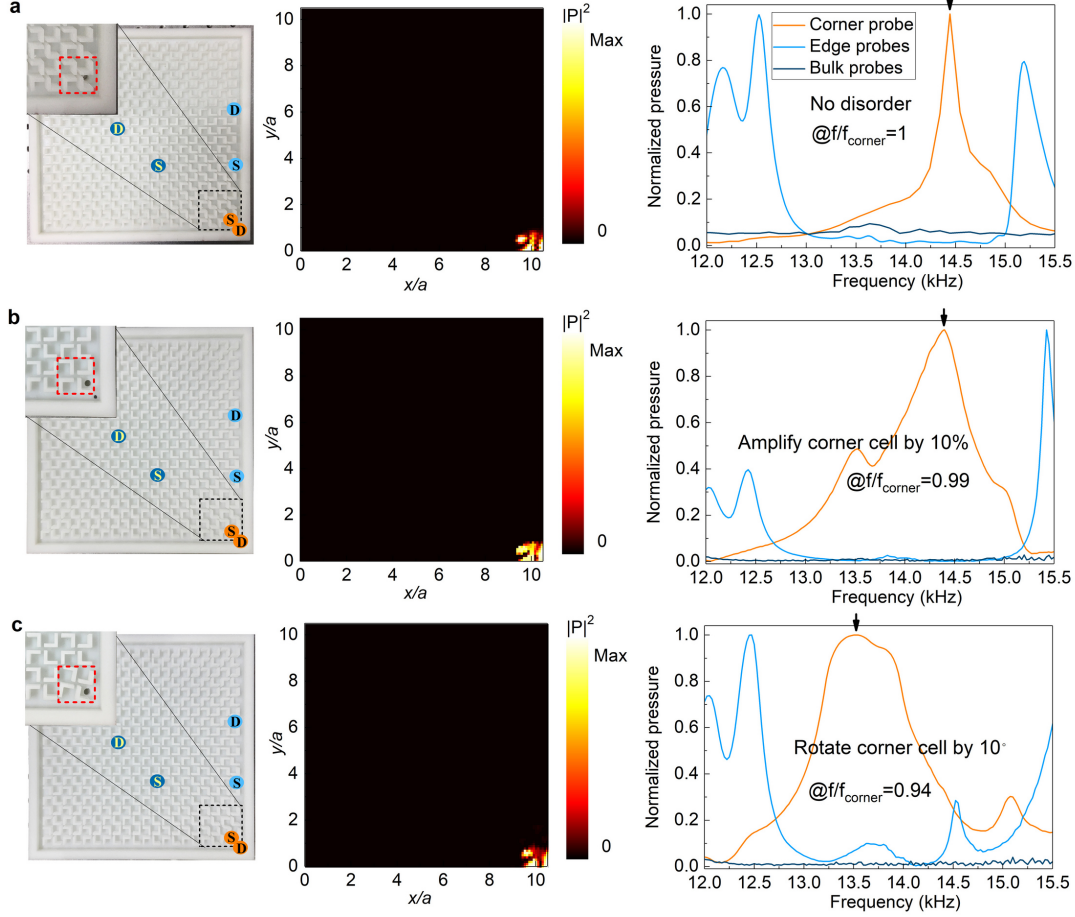 a
D
D
S
S
S
D
y/a
10
8
6
4
2
0
0 2 4 6 8 10
x/a
|P|²
Max
0
Normalized pressure
1.0
0.8
0.6
0.4
0.2
0.0
Corner probe
Edge probes
Bulk probes
No disorder
@f/f_corner=1
12.0 12.5 13.0 13.5 14.0 14.5 15.0 15.5
Frequency (kHz)
b
D
D
S
S
S
D
y/a
10
8
6
4
2
0
0 2 4 6 8 10
x/a
|P|²
Max
0
Normalized pressure
1.0
0.8
0.6
0.4
0.2
0.0
Amplify corner cell by 10%
@f/f_corner=0.99
12.0 12.5 13.0 13.5 14.0 14.5 15.0 15.5
Frequency (kHz)
c
D
D
S
S
S
D
y/a
10
8
6
4
2
0
0 2 4 6 8 10
x/a
|P|²
Max
0
Normalized pressure
1.0
0.8
0.6
0.4
0.2
0.0
Rotate corner cell by 10°
@f/f_corner=0.94
12.0 12.5 13.0 13.5 14.0 14.5 15.0 15.5
Frequency (kHz)